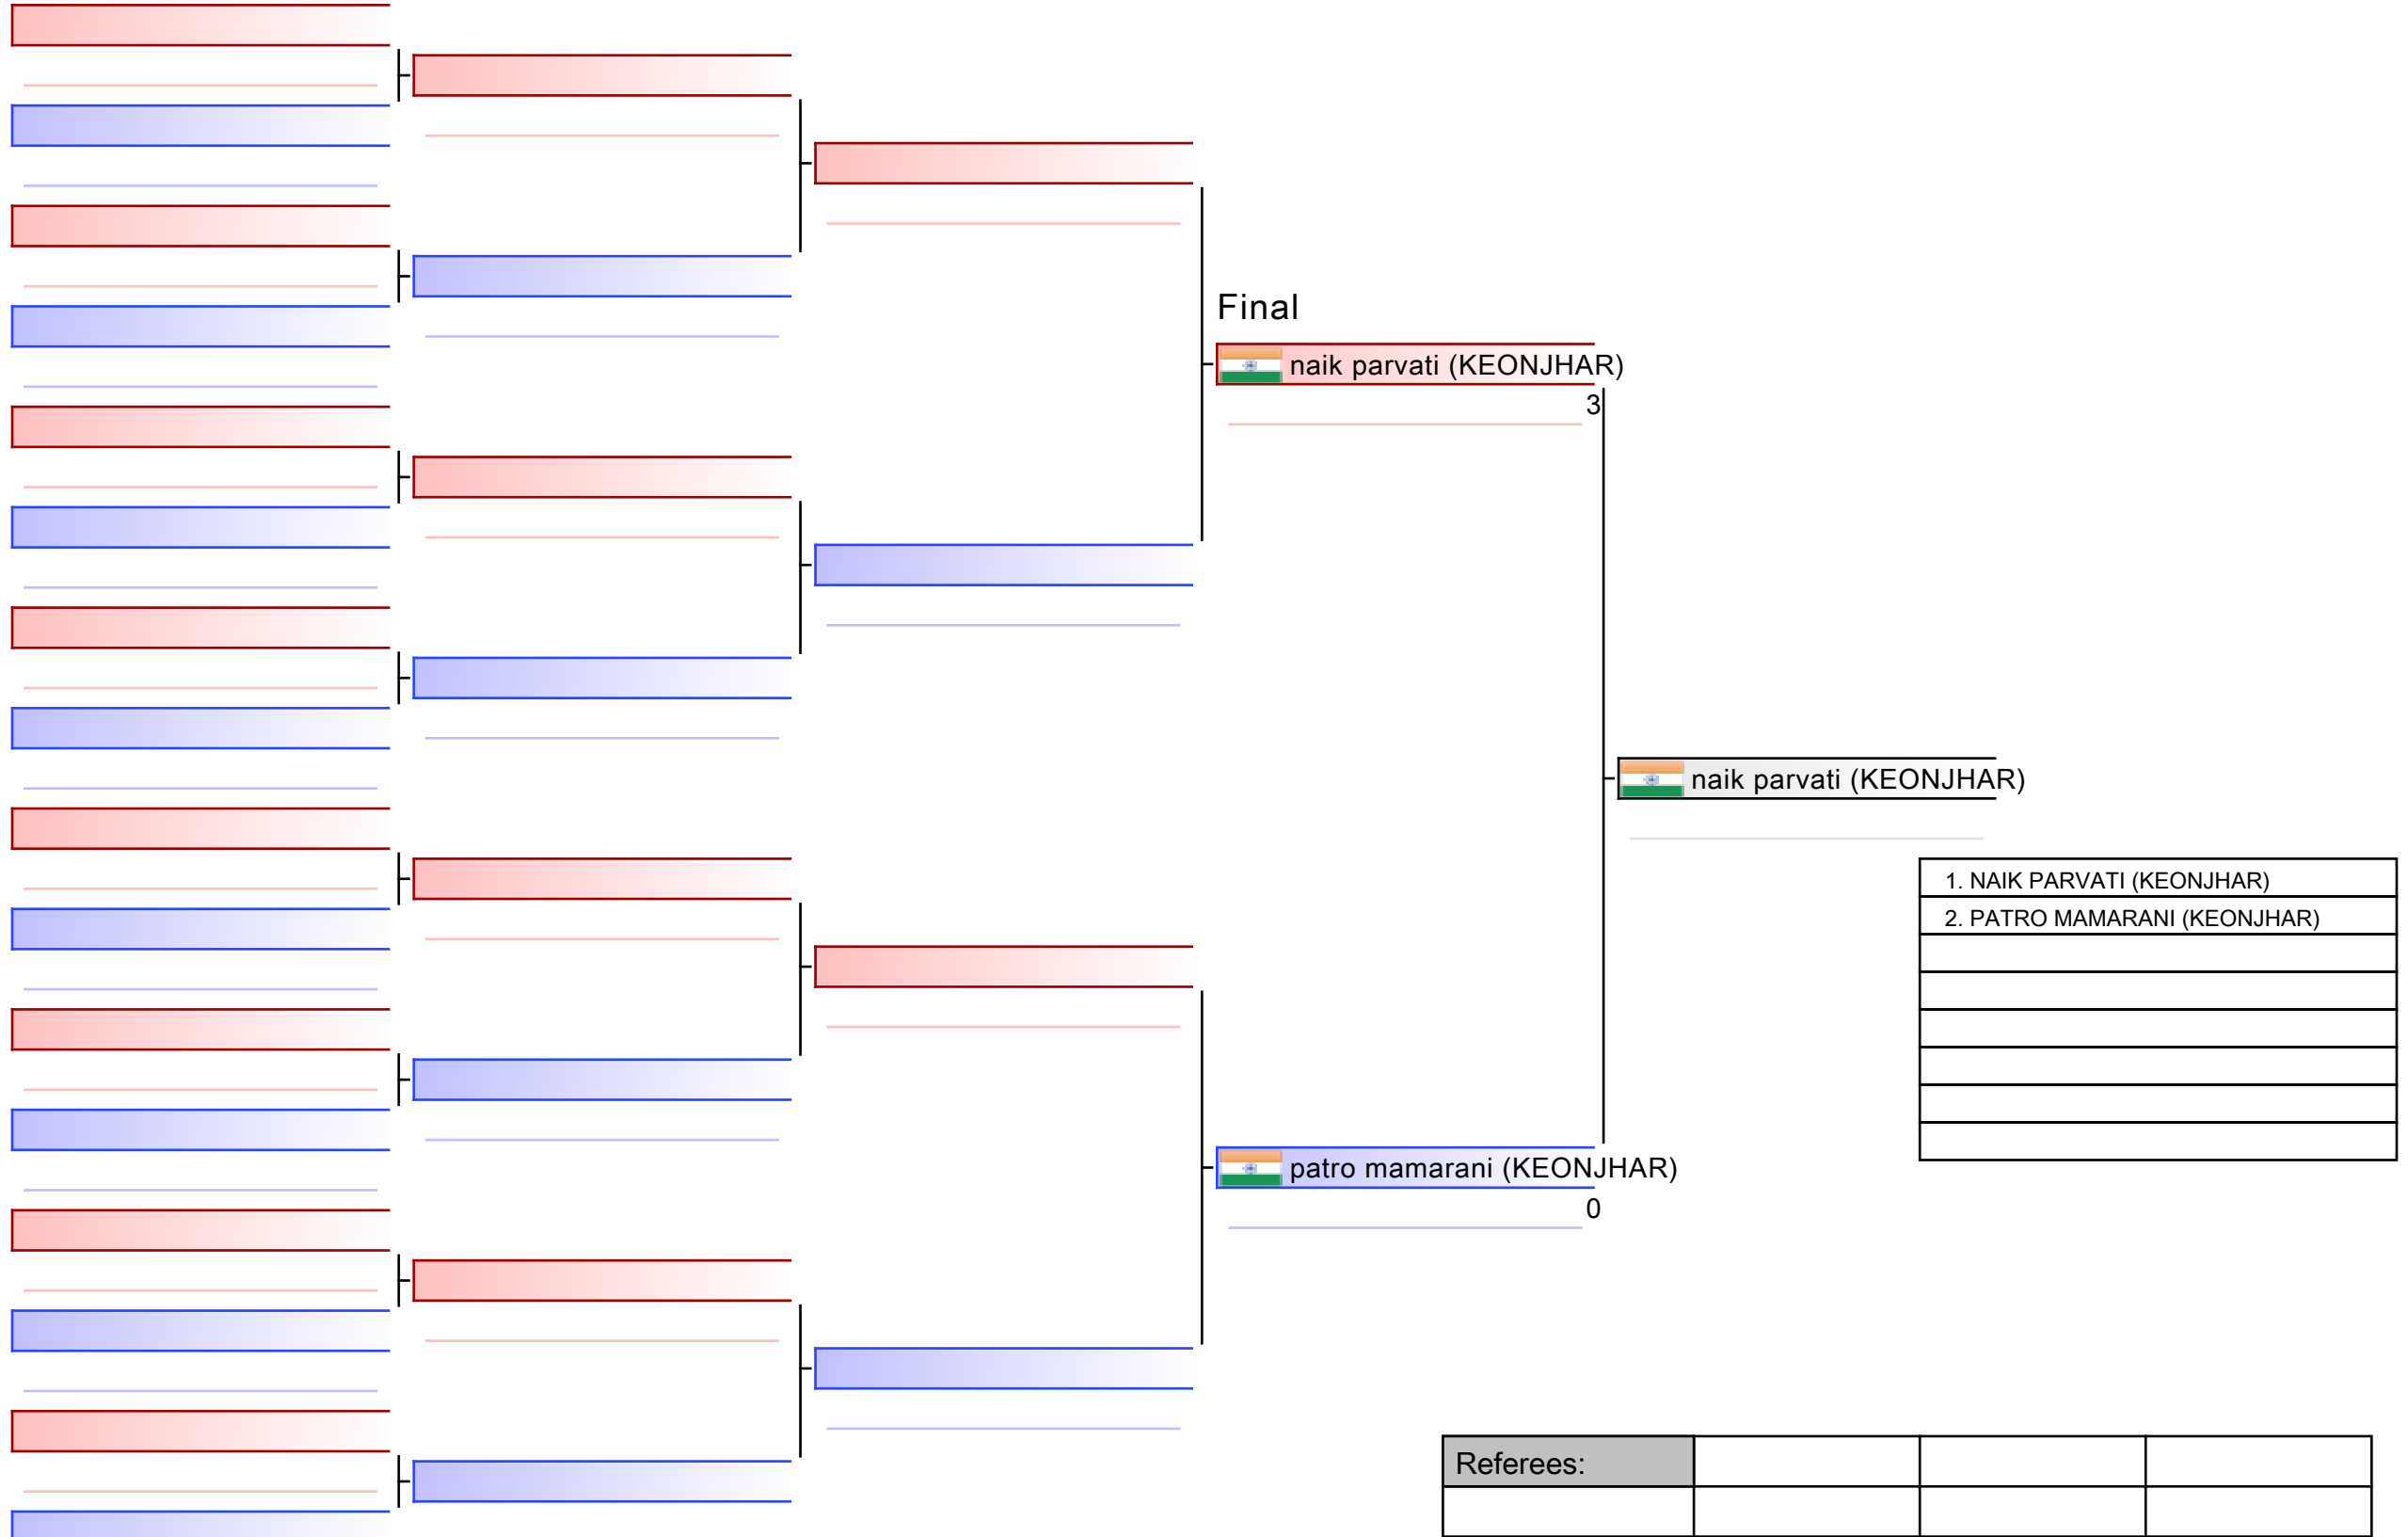 Final
naik parvati (KEONJHAR)
3
naik parvati (KEONJHAR)
1. NAIK PARVATI (KEONJHAR)
2. PATRO MAMARANI (KEONJHAR)
patro mamarani (KEONJHAR)
0
Referees: